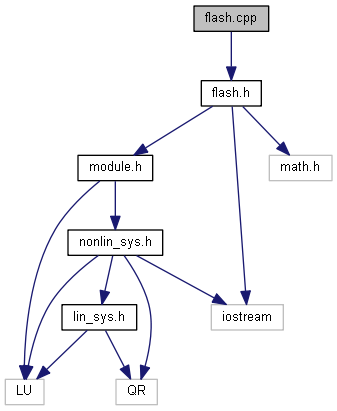 flash.cpp
flash.h
module.h
math.h
nonlin_sys.h
lin_sys.h
iostream
LU
QR